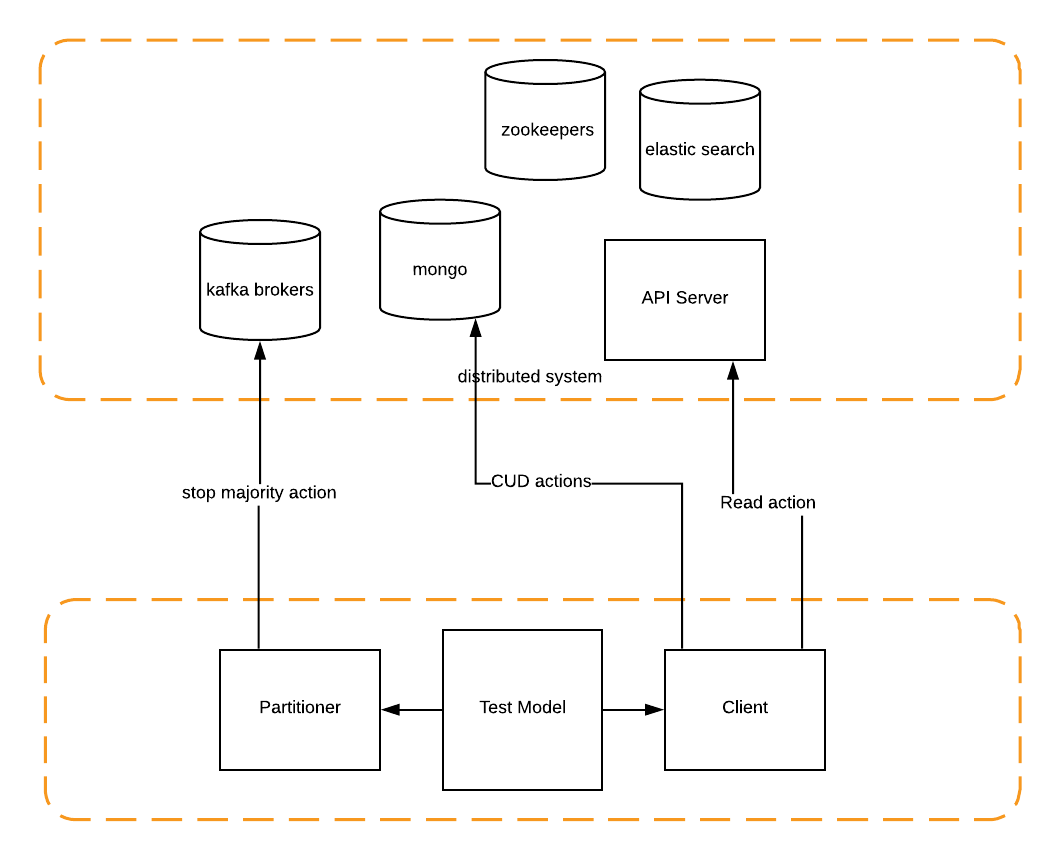 zookeepers
elastic search
kafka brokers
mongo
API Server
distributed system
stop majority action
CUD actions
Read action
Partitioner
Test Model
Client